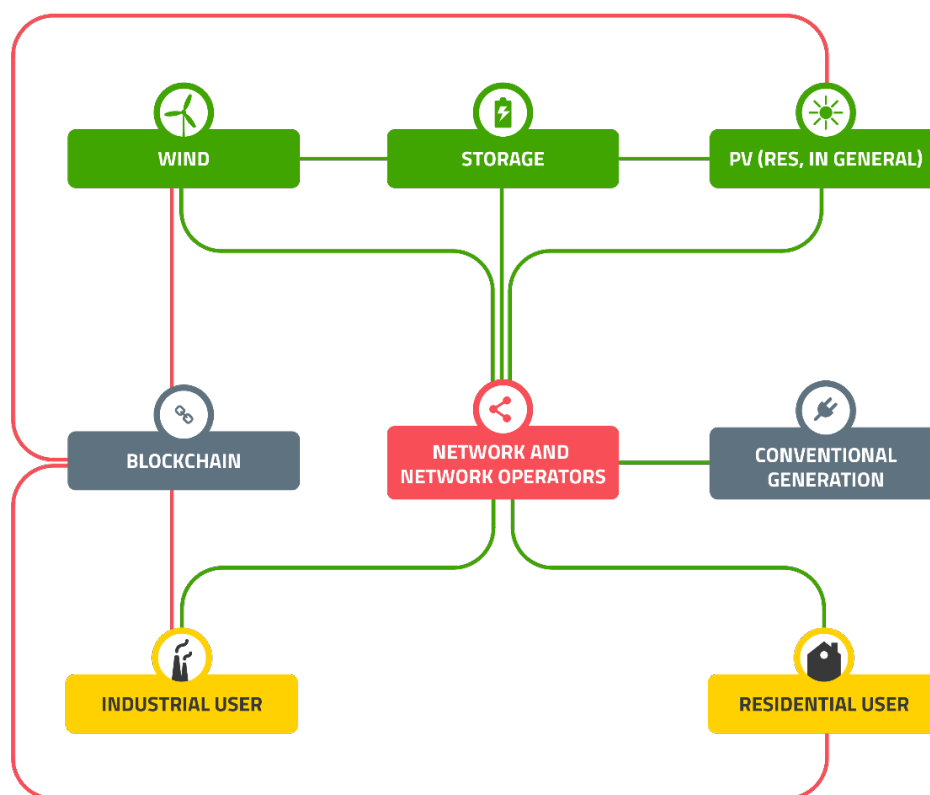 WIND
STORAGE
PV (RES, IN GENERAL)
BLOCKCHAIN
NETWORK AND
NETWORK OPERATORS
CONVENTIONAL
GENERATION
INDUSTRIAL USER
RESIDENTIAL USER